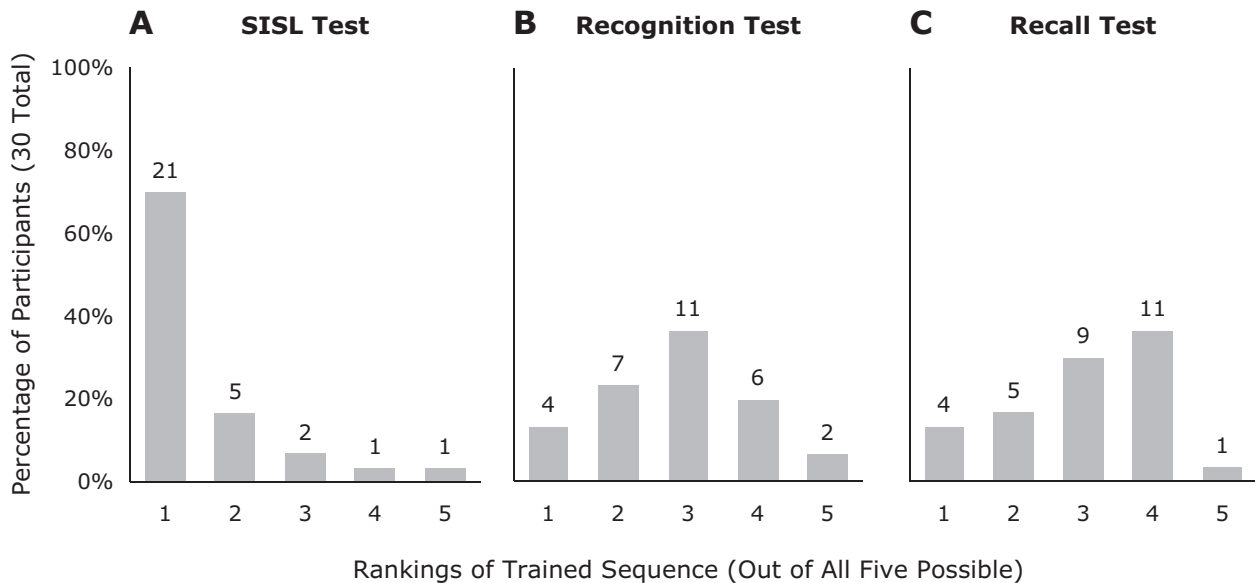 A SISL Test
B Recognition Test
C Recall Test
Percentage of Participants (30 Total)
100%
80%
60%
40%
20%
0%
21
5
2
1
1
1 2 3 4 5
4
7
11
6
2
1 2 3 4 5
4
5
9
11
1
1 2 3 4 5
Rankings of Trained Sequence (Out of All Five Possible)